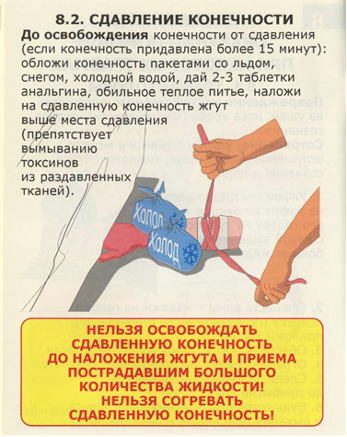 8.2. СДАВЛЕНИЕ КОНЕЧНОСТИ
До освобождения конечности от сдавления
(если конечность придавлена более 15 минут):
обложи конечность пакетами со льдом,
снегом, холодной водой, дай 2-3 таблетки
анальгина, обильное теплое питье, наложи
на сдавленную конечность жгут
выше места сдавления
(препятствует
вымыванию
токсинов
из раздавленных
тканей).
Холод
Холод
НЕЛЬЗЯ ОСВОБОЖДАТЬ
СДАВЛЕННУЮ КОНЕЧНОСТЬ
ДО НАЛОЖЕНИЯ ЖГУТА И ПРИЕМА
ПОСТРАДАВШИМ БОЛЬШОГО
КОЛИЧЕСТВА ЖИДКОСТИ!
НЕЛЬЗЯ СОГРЕВАТЬ
СДАВЛЕННУЮ КОНЕЧНОСТЬ!